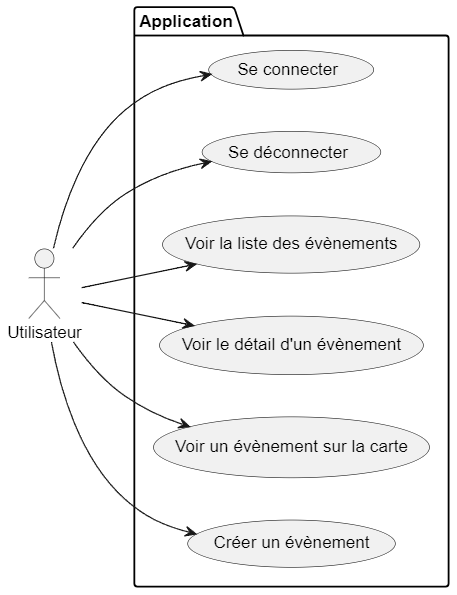 Application
Se connecter
Se déconnecter
Voir la liste des évènements
Utilisateur
Voir le détail d'un évènement
Voir un évènement sur la carte
Créer un évènement